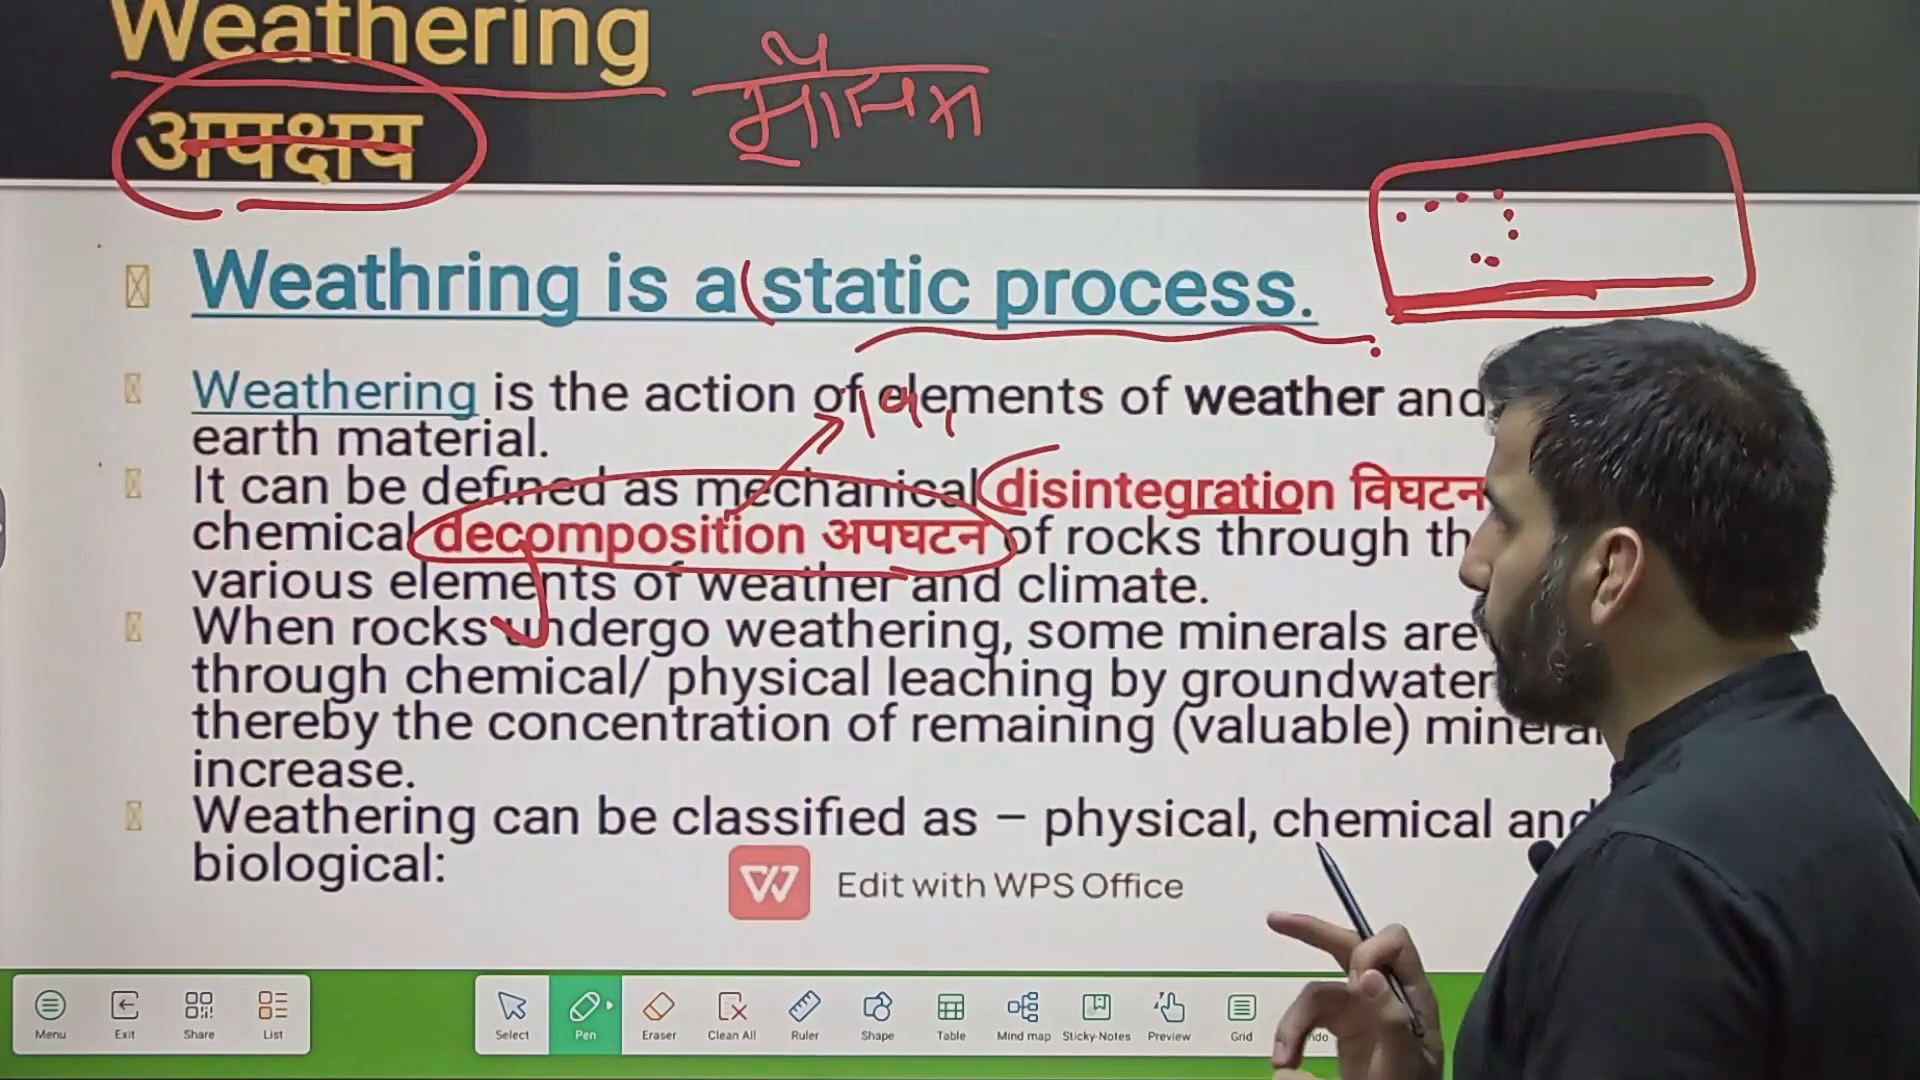 Weathering
अपक्षय
Weathring is a static process.
Weathering is the action of elements of weather and
earth material.
It can be defined as mechanical disintegration विघटन
chemical decomposition अपघटन of rocks through th
various elements of weather and climate.
When rocks undergo weathering, some minerals are
through chemical/ physical leaching by groundwater
thereby the concentration of remaining (valuable) mineral
increase.
Weathering can be classified as – physical, chemical and
biological:
Edit with WPS Office
Menu Exit Share List Select Pen Eraser Clean All Ruler Shape Table Mind map Sticky-Notes Preview Grid ndo